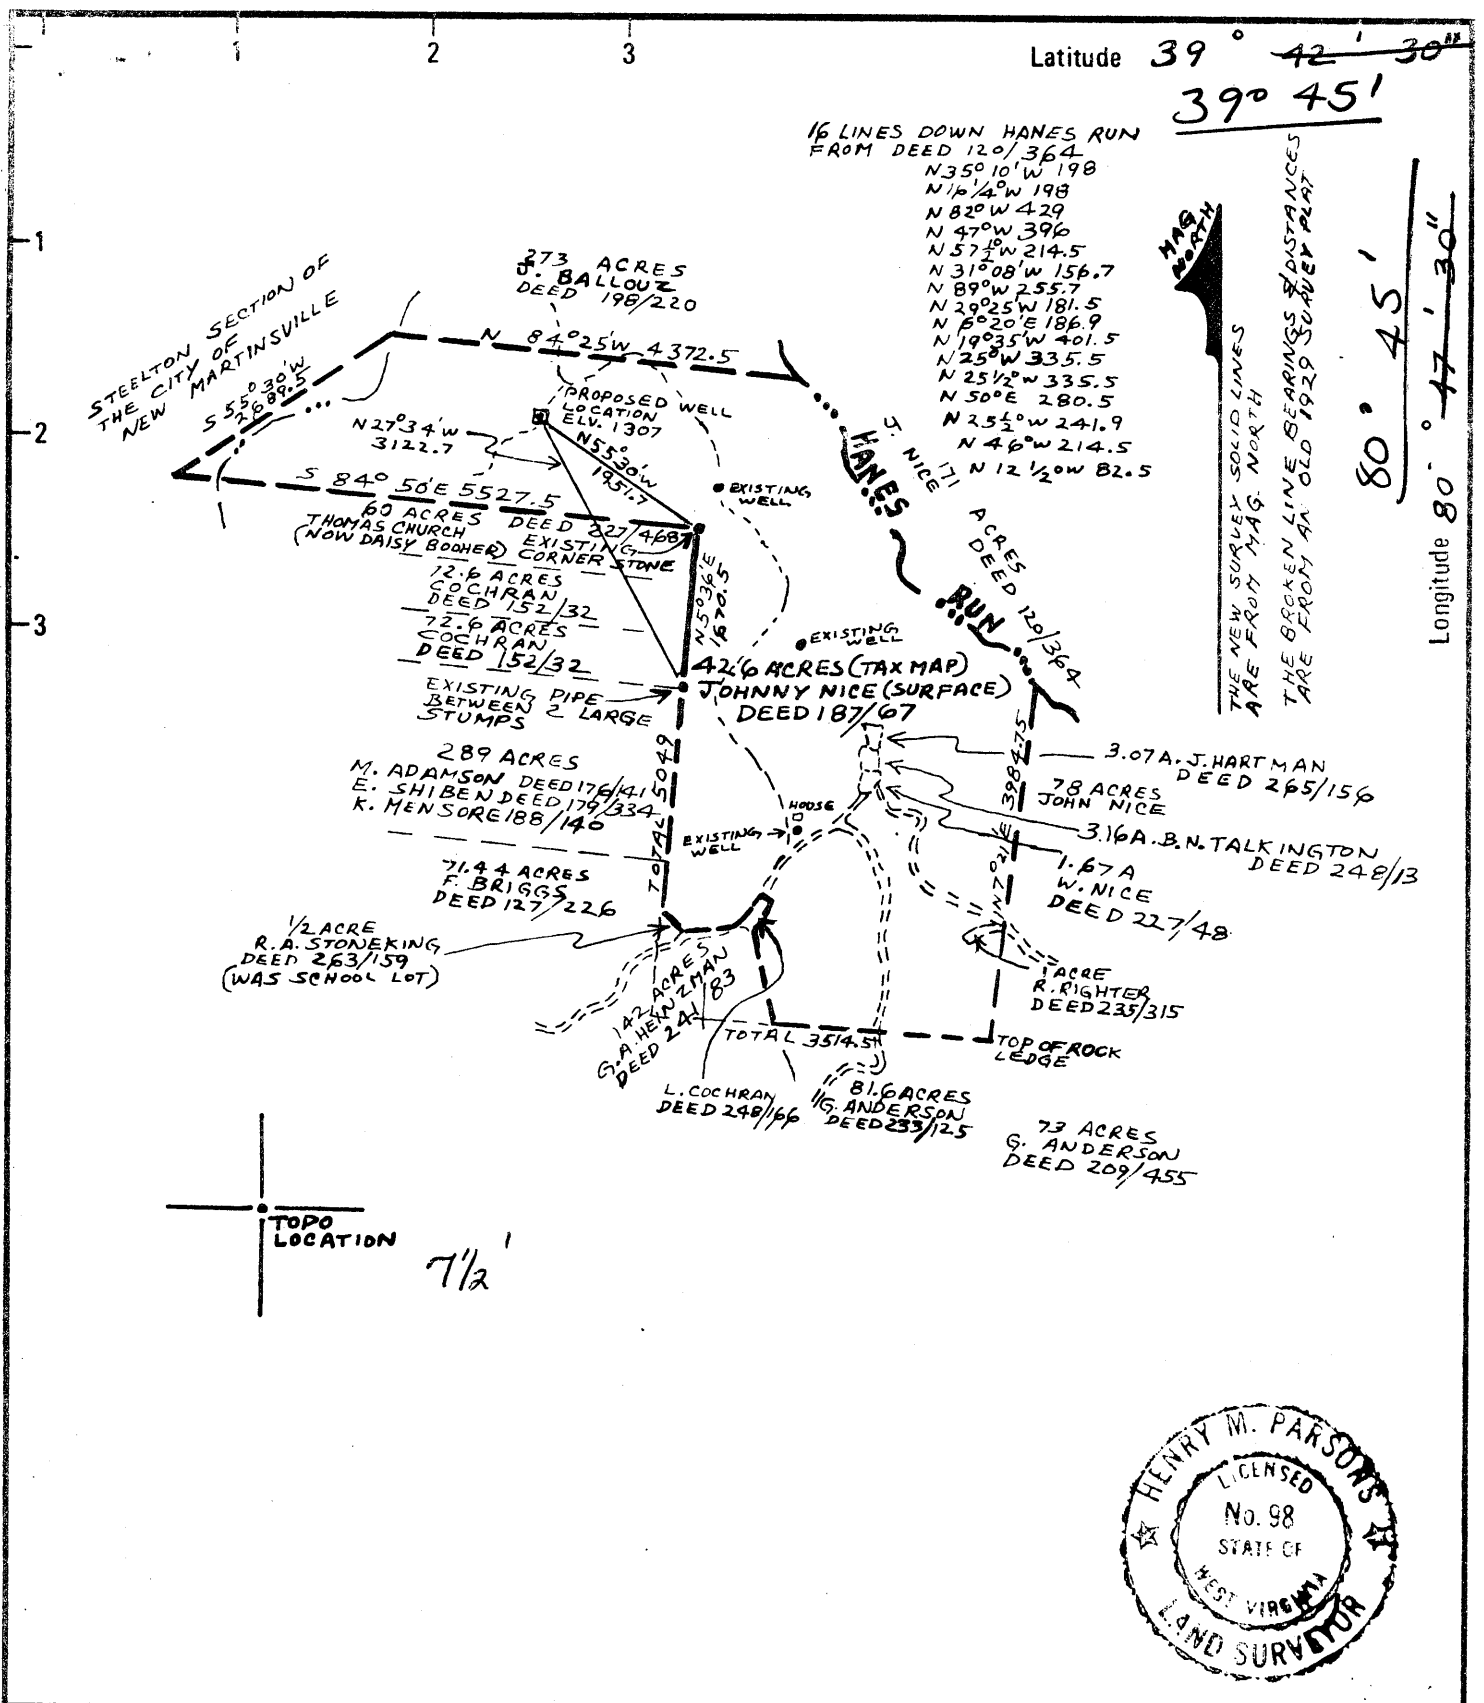 1 2 3
Latitude 39° 42' 30"
39° 45'
80° 45'
Longitude 80° 47' 30"
1
2
3
16 LINES DOWN HANES RUN
FROM DEED 120/364
N35°10'W 198
N16 1/4°W 198
N 82° W 429
N 47°W 396
N57 1/2°W 214.5
N 31°08'W 156.7
N 89°W 255.7
N 29°25'W 181.5
N 6°20'E 186.9
N 19°35'W 401.5
N 25°W 335.5
N 25 1/2°W 335.5
N 50°E 280.5
N 25 1/2°W 241.9
N 46°W 214.5
N 12 1/2°W 82.5
MAG
NORTH
THE NEW SURVEY SOLID LINES
ARE FROM MAG NORTH
THE BROKEN LINE BEARINGS & DISTANCES
ARE FROM AN OLD 1929 SURVEY PLAT
273 ACRES
J. BALLOUZ
DEED 198/220
STEELTON SECTION OF
THE CITY OF
NEW MARTINSVILLE
S 55°30'W
2689.5
N 84°25'W 4372.5
PROPOSED WELL
LOCATION
ELV. 1307
N27°34'W
3122.7
N55°30'W
1951.7
EXISTING
WELL
HANES
RUN
J. NICE
171
ACRES
DEED 120/364
S 84° 50'E 5527.5
60 ACRES DEED 227/468
THOMAS CHURCH
(NOW DAISY BOOHER)
EXISTING
CORNER STONE
72.6 ACRES
COCHRAN
DEED 152/32
72.6 ACRES
COCHRAN
DEED 152/32
N5°36'E
1670.5
EXISTING
WELL
EXISTING PIPE
BETWEEN 2 LARGE
STUMPS
426 ACRES (TAX MAP)
JOHNNY NICE (SURFACE)
DEED 187/67
289 ACRES
M. ADAMSON DEED 176/141
E. SHIBEN DEED 179/334
K. MENSORE 188/140
TOTAL 5049
HOUSE
EXISTING
WELL
3.07 A. J. HARTMAN
DEED 265/156
78 ACRES
JOHN NICE
N7°21'E 3984.75
3.16A. B.N. TALKINGTON
DEED 248/13
1.67 A
W. NICE
DEED 227/48
71.44 ACRES
F. BRIGGS
DEED 127/226
1/2 ACRE
R.A. STONEKING
DEED 263/159
(WAS SCHOOL LOT)
142 ACRES
G.A. HEINZMAN
DEED 241/83
1 ACRE
R. RIGHTER
DEED 235/315
TOTAL 3514.5
TOP OF ROCK
LEDGE
L. COCHRAN
DEED 248/166
81.6 ACRES
G. ANDERSON
DEED 233/125
73 ACRES
G. ANDERSON
DEED 209/455
TOPO
LOCATION
7 1/2'
HENRY M. PARSONS
LICENSED
No. 98
STATE OF
WEST VIRGINIA
LAND SURVEYOR